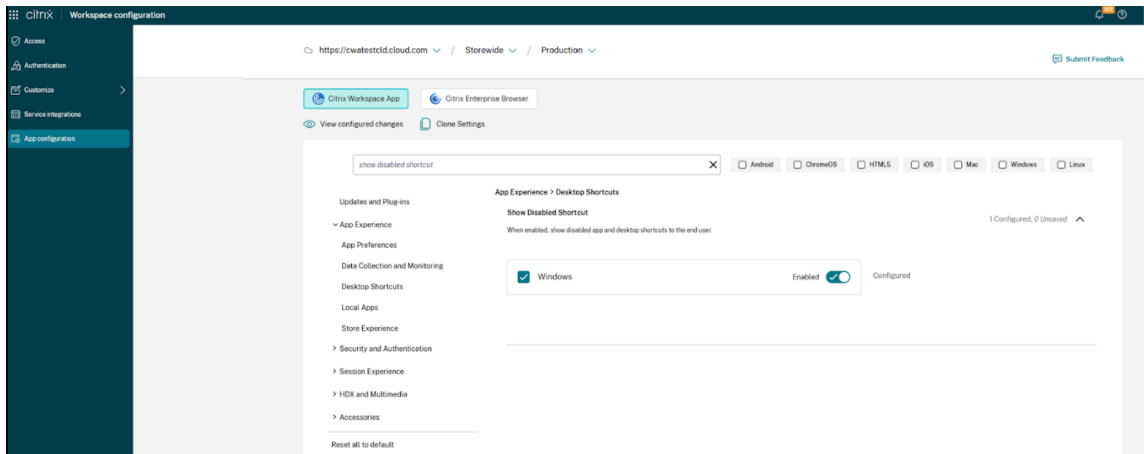 citrix Workspace configuration
Access
Authentication
Customize
Service integrations
App configuration
https://cwatestcld.cloud.com / Storewide / Production
Submit Feedback
Citrix Workspace App Citrix Enterprise Browser
View configured changes Clone Settings
show disabled shortcut
Android ChromeOS HTML5 iOS Mac Windows Linux
Updates and Plug-ins
App Experience
App Preferences
Data Collection and Monitoring
Desktop Shortcuts
Local Apps
Store Experience
Security and Authentication
Session Experience
HDX and Multimedia
Accessories
Reset all to default
App Experience > Desktop Shortcuts
Show Disabled Shortcut
1 Configured, 0 Unsaved
When enabled, show disabled app and desktop shortcuts to the end user.
Windows Enabled Configured